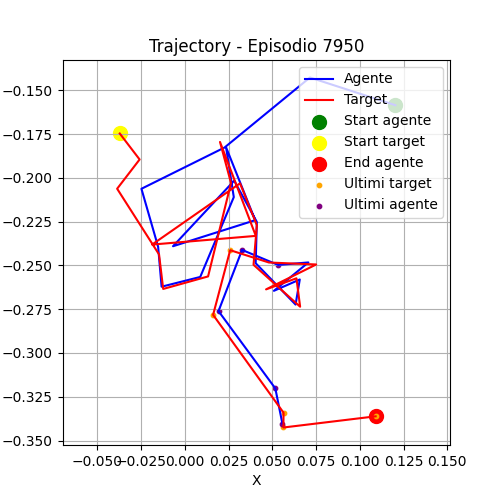 Trajectory - Episodio 7950
Agente
Target
Start agente
Start target
End agente
Ultimi target
Ultimi agente
−0.150
−0.175
−0.200
−0.225
−0.250
−0.275
−0.300
−0.325
−0.350
−0.050 −0.025 0.000 0.025 0.050 0.075 0.100 0.125 0.150
X